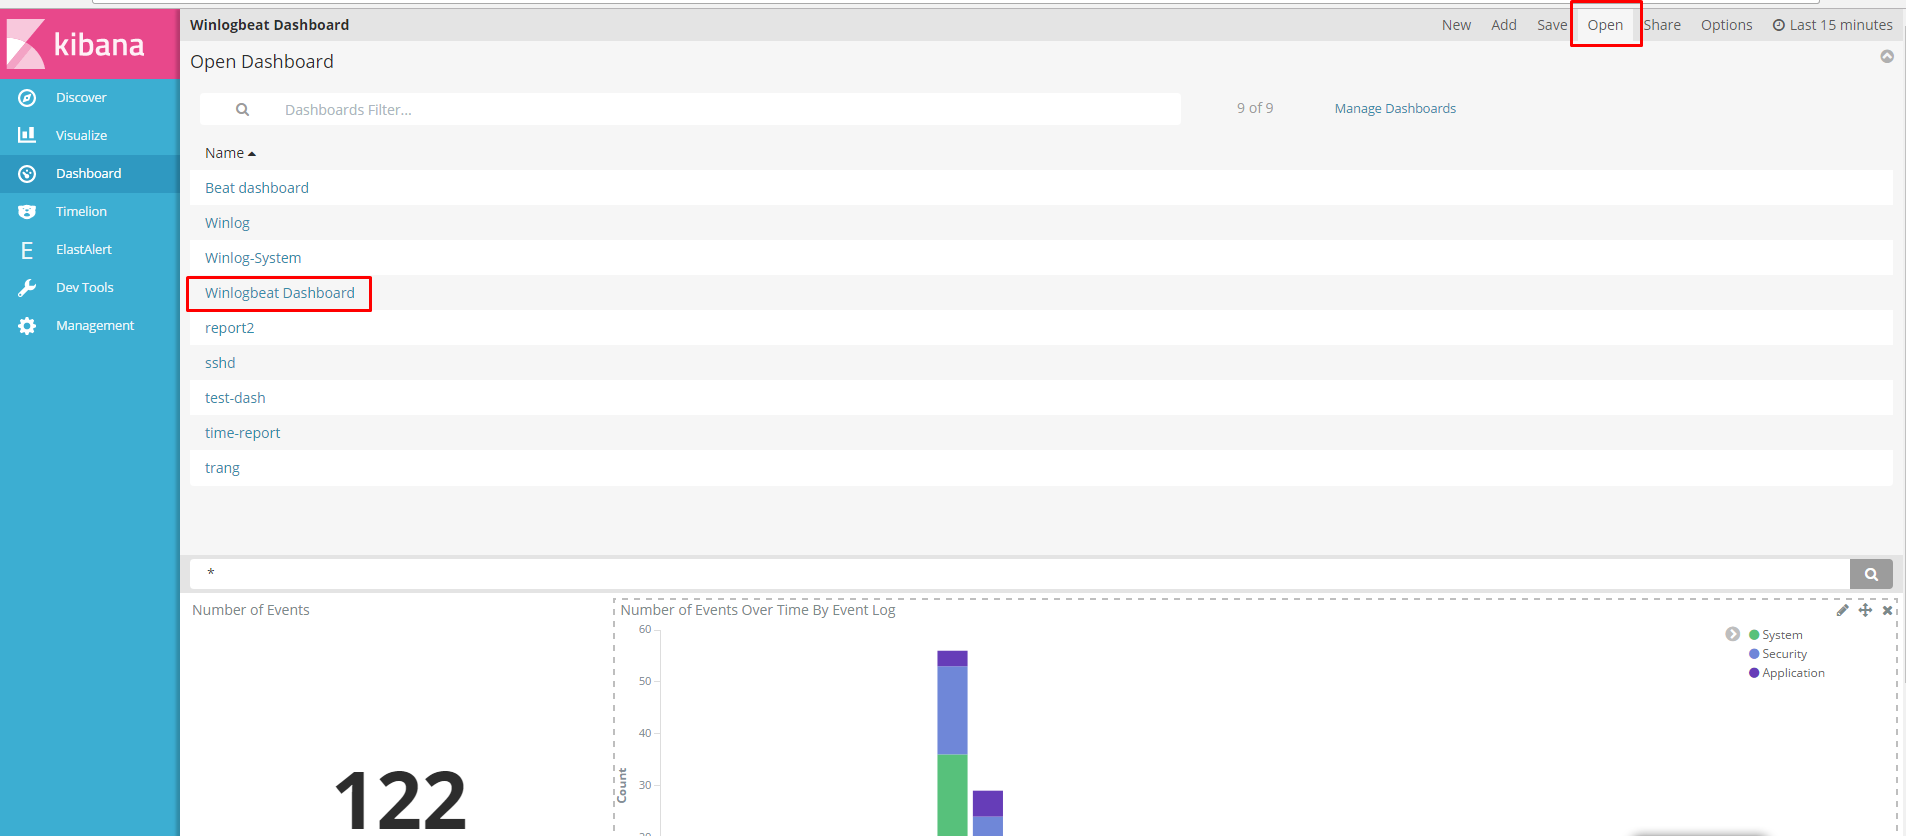 kibana
Discover
Visualize
Dashboard
Timelion
E ElastAlert
Dev Tools
Management
Winlogbeat Dashboard
New Add Save Open Share Options Last 15 minutes
Open Dashboard
Dashboards Filter...
9 of 9
Manage Dashboards
Name
Beat dashboard
Winlog
Winlog-System
Winlogbeat Dashboard
report2
sshd
test-dash
time-report
trang
*
Number of Events
122
Number of Events Over Time By Event Log
60
50
40
30
Count
System
Security
Application